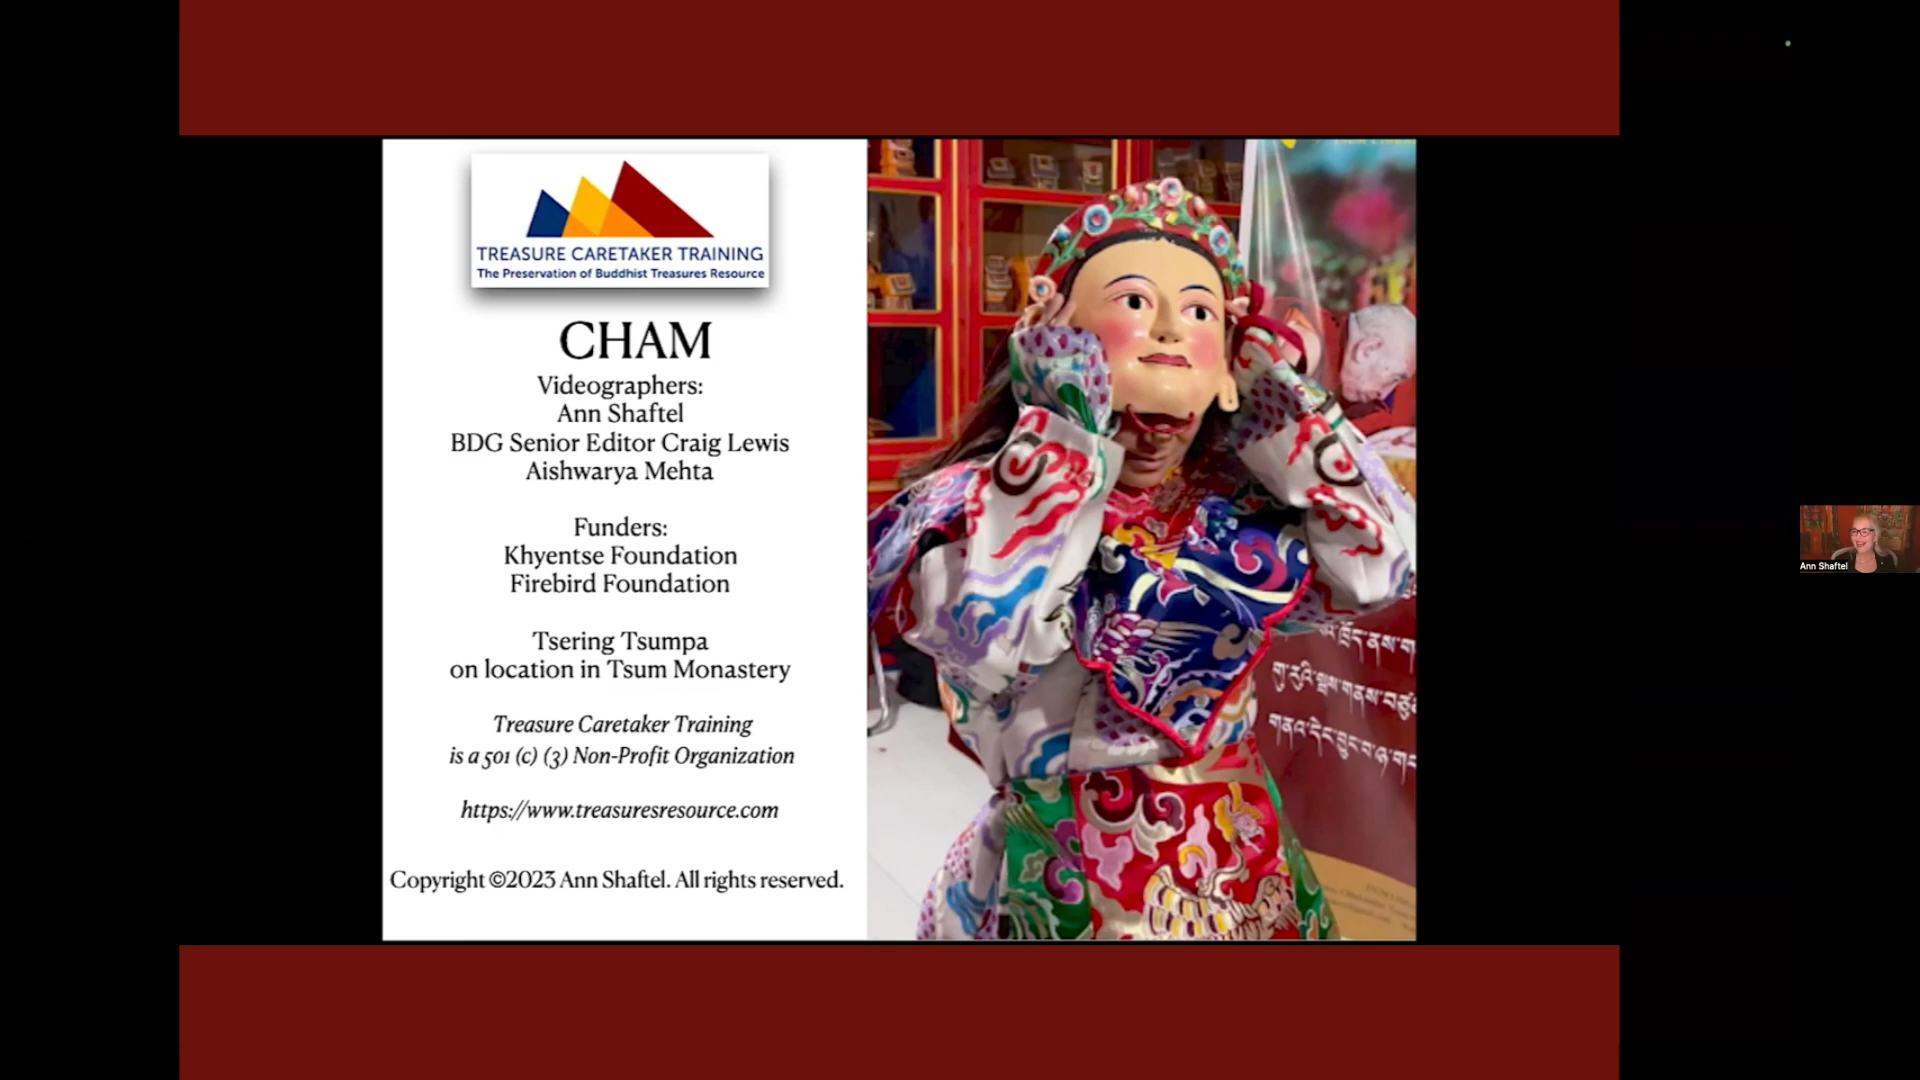 TREASURE CARETAKER TRAINING
The Preservation of Buddhist Treasures Resource
CHAM
Videographers:
Ann Shaftel
BDG Senior Editor Craig Lewis
Aishwarya Mehta
Funders:
Khyentse Foundation
Firebird Foundation
Tsering Tsumpa
on location in Tsum Monastery
Treasure Caretaker Training
is a 501 (c) (3) Non-Profit Organization
https://www.treasuresresource.com
Copyright ©2023 Ann Shaftel. All rights reserved.
Ann Shaftel